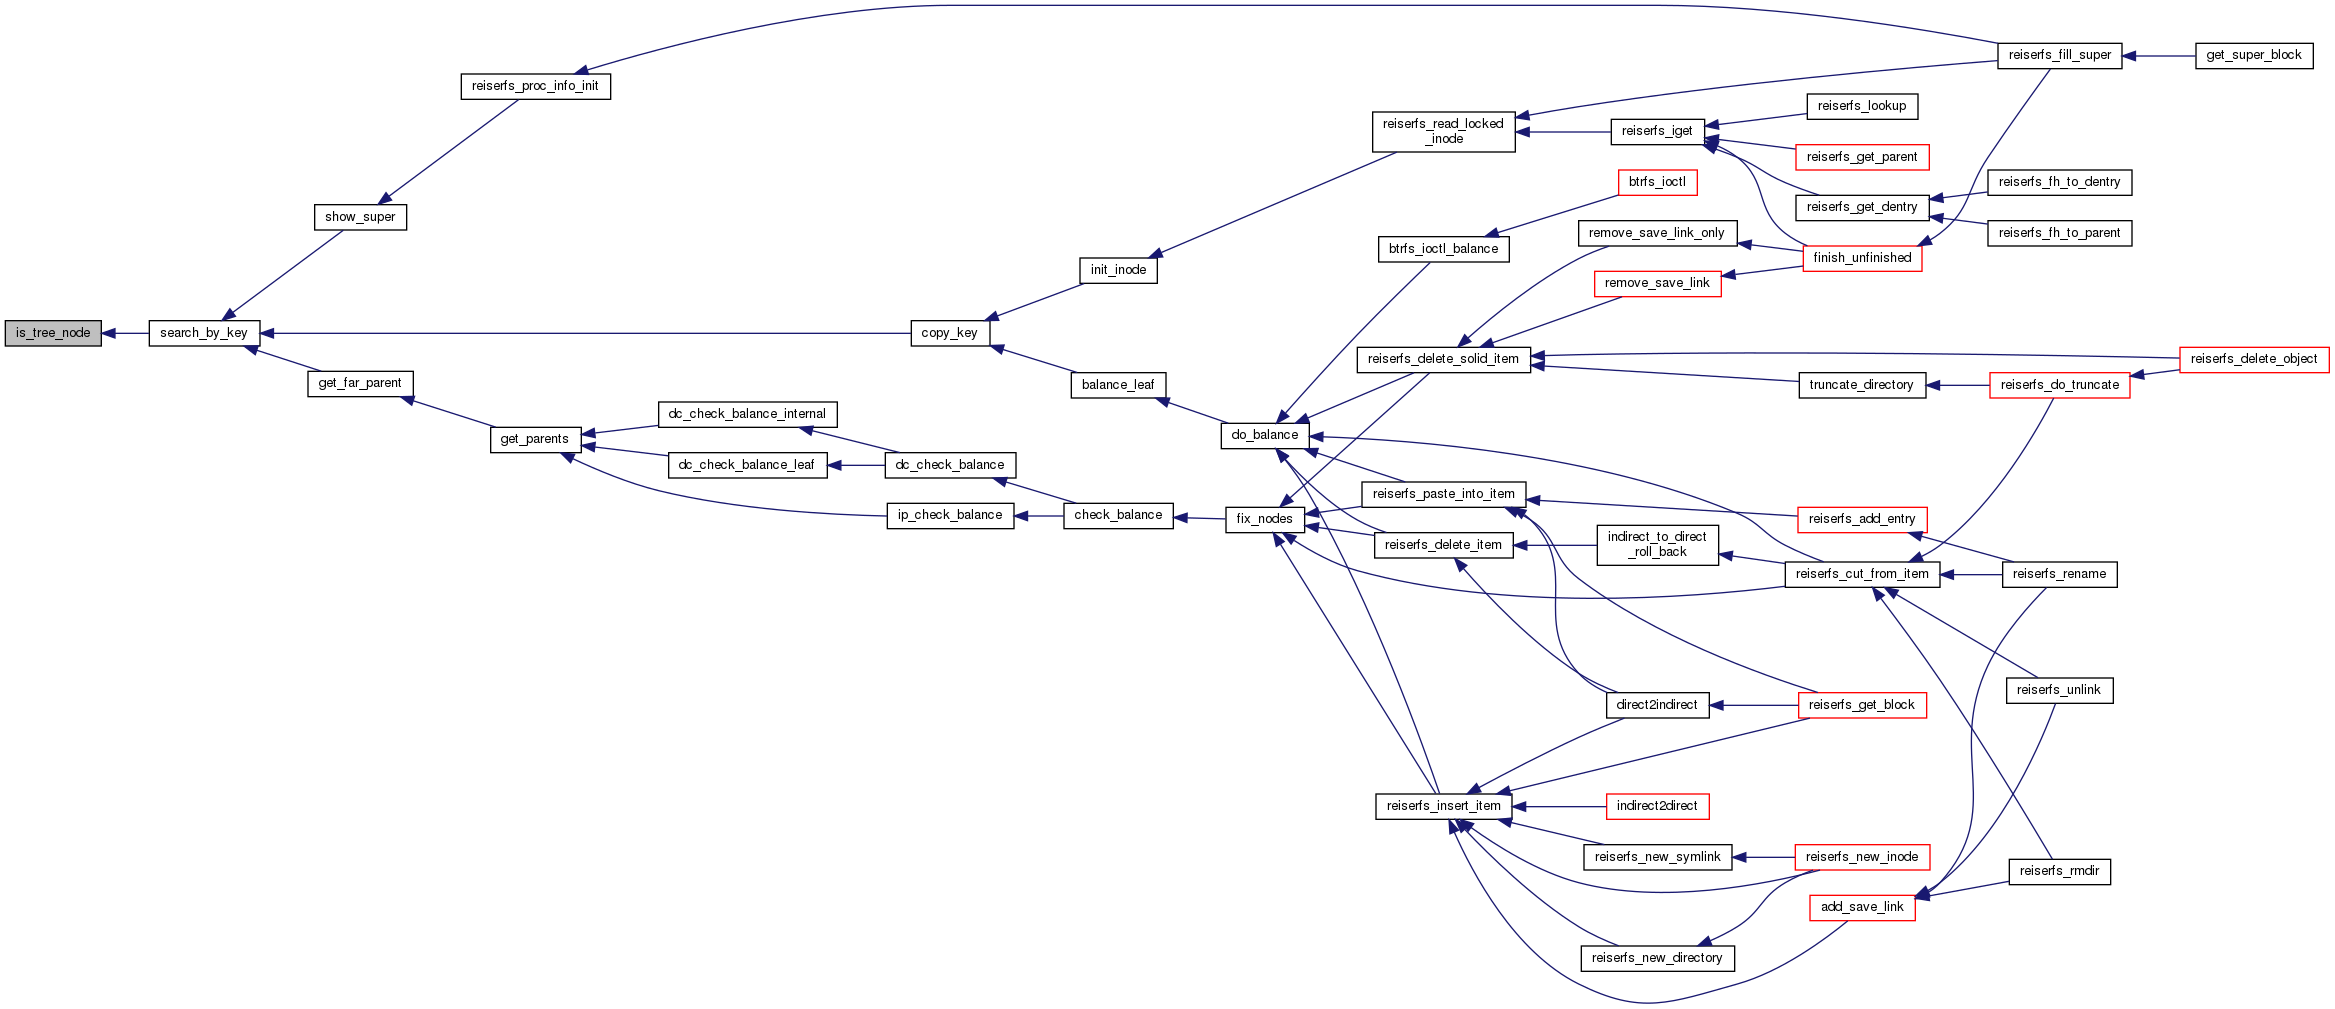 reiserfs_fill_super
get_super_block
reiserfs_proc_info_init
reiserfs_lookup
reiserfs_read_locked
_inode
reiserfs_iget
reiserfs_get_parent
btrfs_ioctl
reiserfs_fh_to_dentry
reiserfs_get_dentry
show_super
remove_save_link_only
reiserfs_fh_to_parent
btrfs_ioctl_balance
finish_unfinished
init_inode
remove_save_link
is_tree_node
search_by_key
copy_key
reiserfs_delete_solid_item
reiserfs_delete_object
get_far_parent
balance_leaf
truncate_directory
reiserfs_do_truncate
dc_check_balance_internal
do_balance
get_parents
dc_check_balance_leaf
dc_check_balance
reiserfs_paste_into_item
ip_check_balance
check_balance
fix_nodes
reiserfs_add_entry
reiserfs_delete_item
indirect_to_direct
_roll_back
reiserfs_cut_from_item
reiserfs_rename
reiserfs_unlink
direct2indirect
reiserfs_get_block
reiserfs_insert_item
indirect2direct
reiserfs_new_symlink
reiserfs_new_inode
reiserfs_rmdir
add_save_link
reiserfs_new_directory